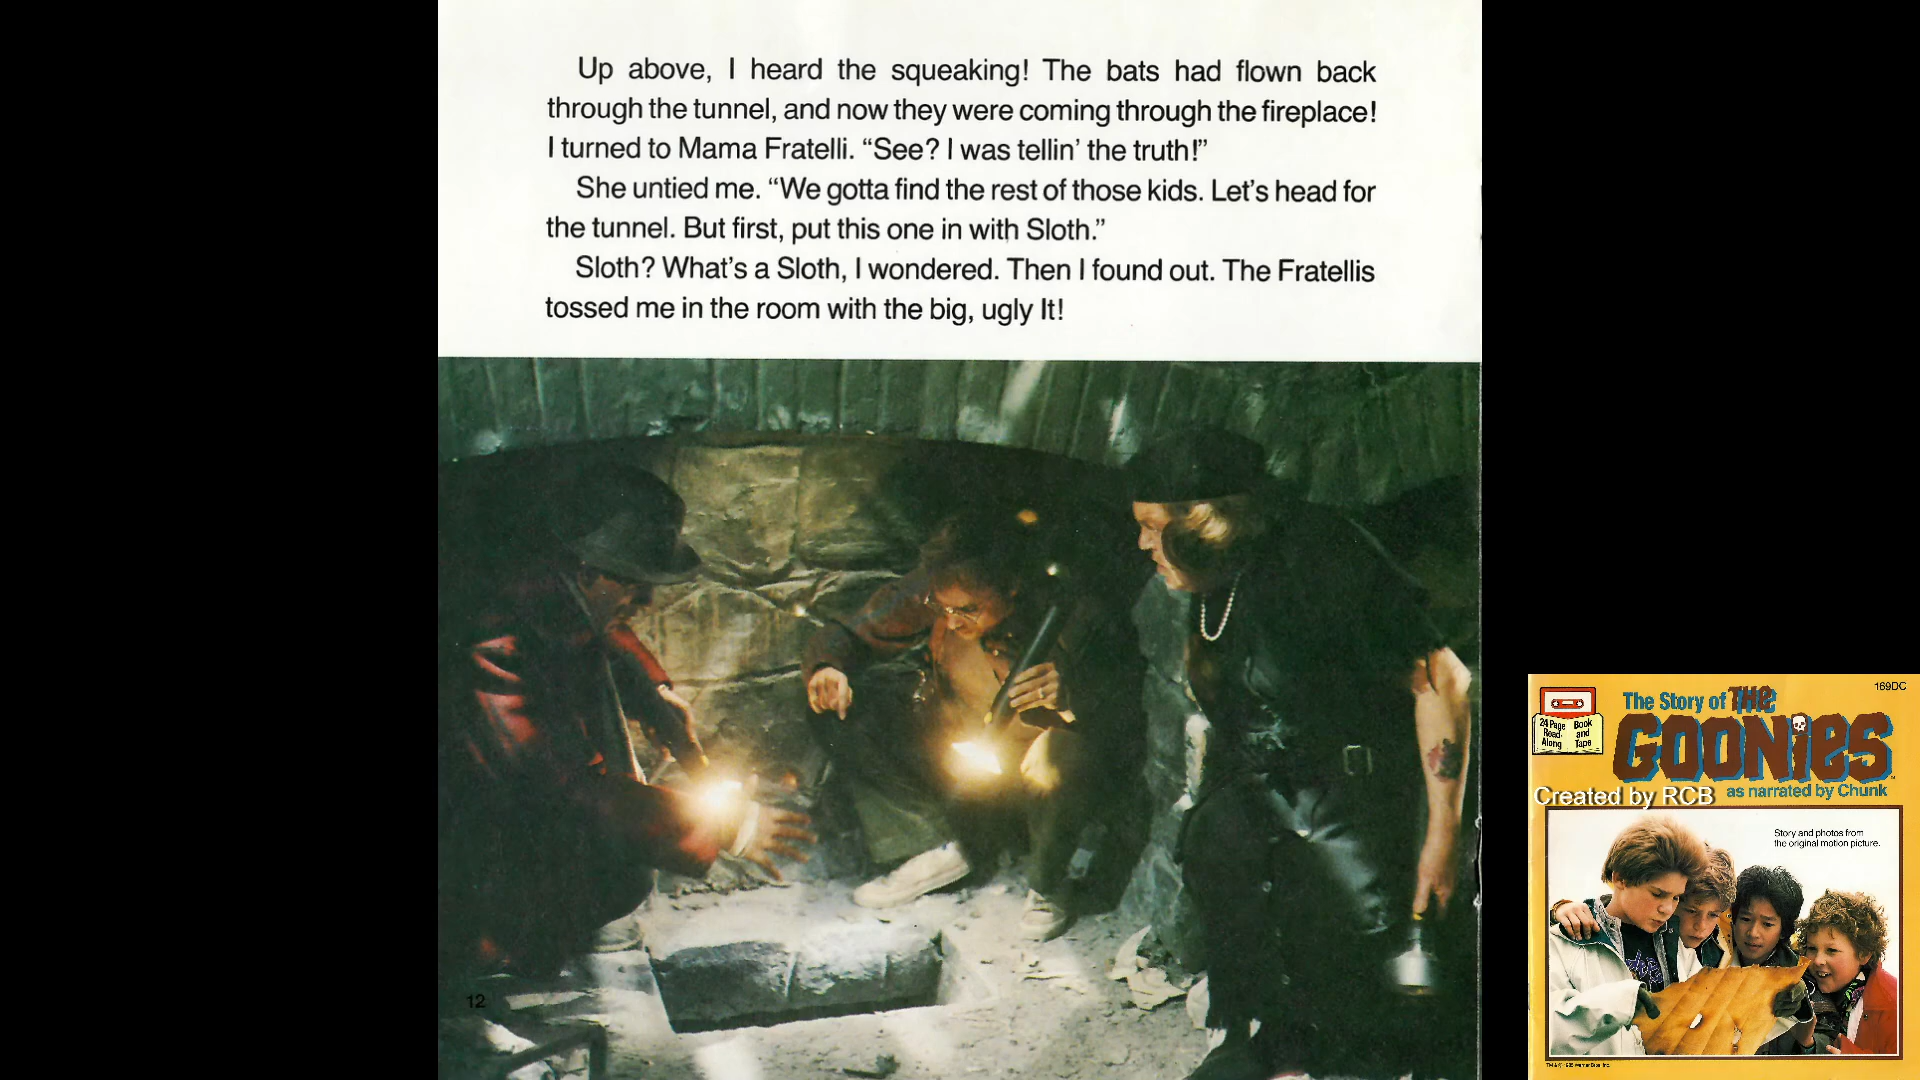 Up above, I heard the squeaking! The bats had flown back
through the tunnel, and now they were coming through the fireplace!
I turned to Mama Fratelli. “See? I was tellin’ the truth!”
She untied me. “We gotta find the rest of those kids. Let’s head for
the tunnel. But first, put this one in with Sloth.”
Sloth? What’s a Sloth, I wondered. Then I found out. The Fratellis
tossed me in the room with the big, ugly It!
12
169DC
The Story of THE
GOONIES
as narrated by Chunk
24 Page Book
Read- and
Along Tape
Created by RCB
Story and photos from
the original motion picture.